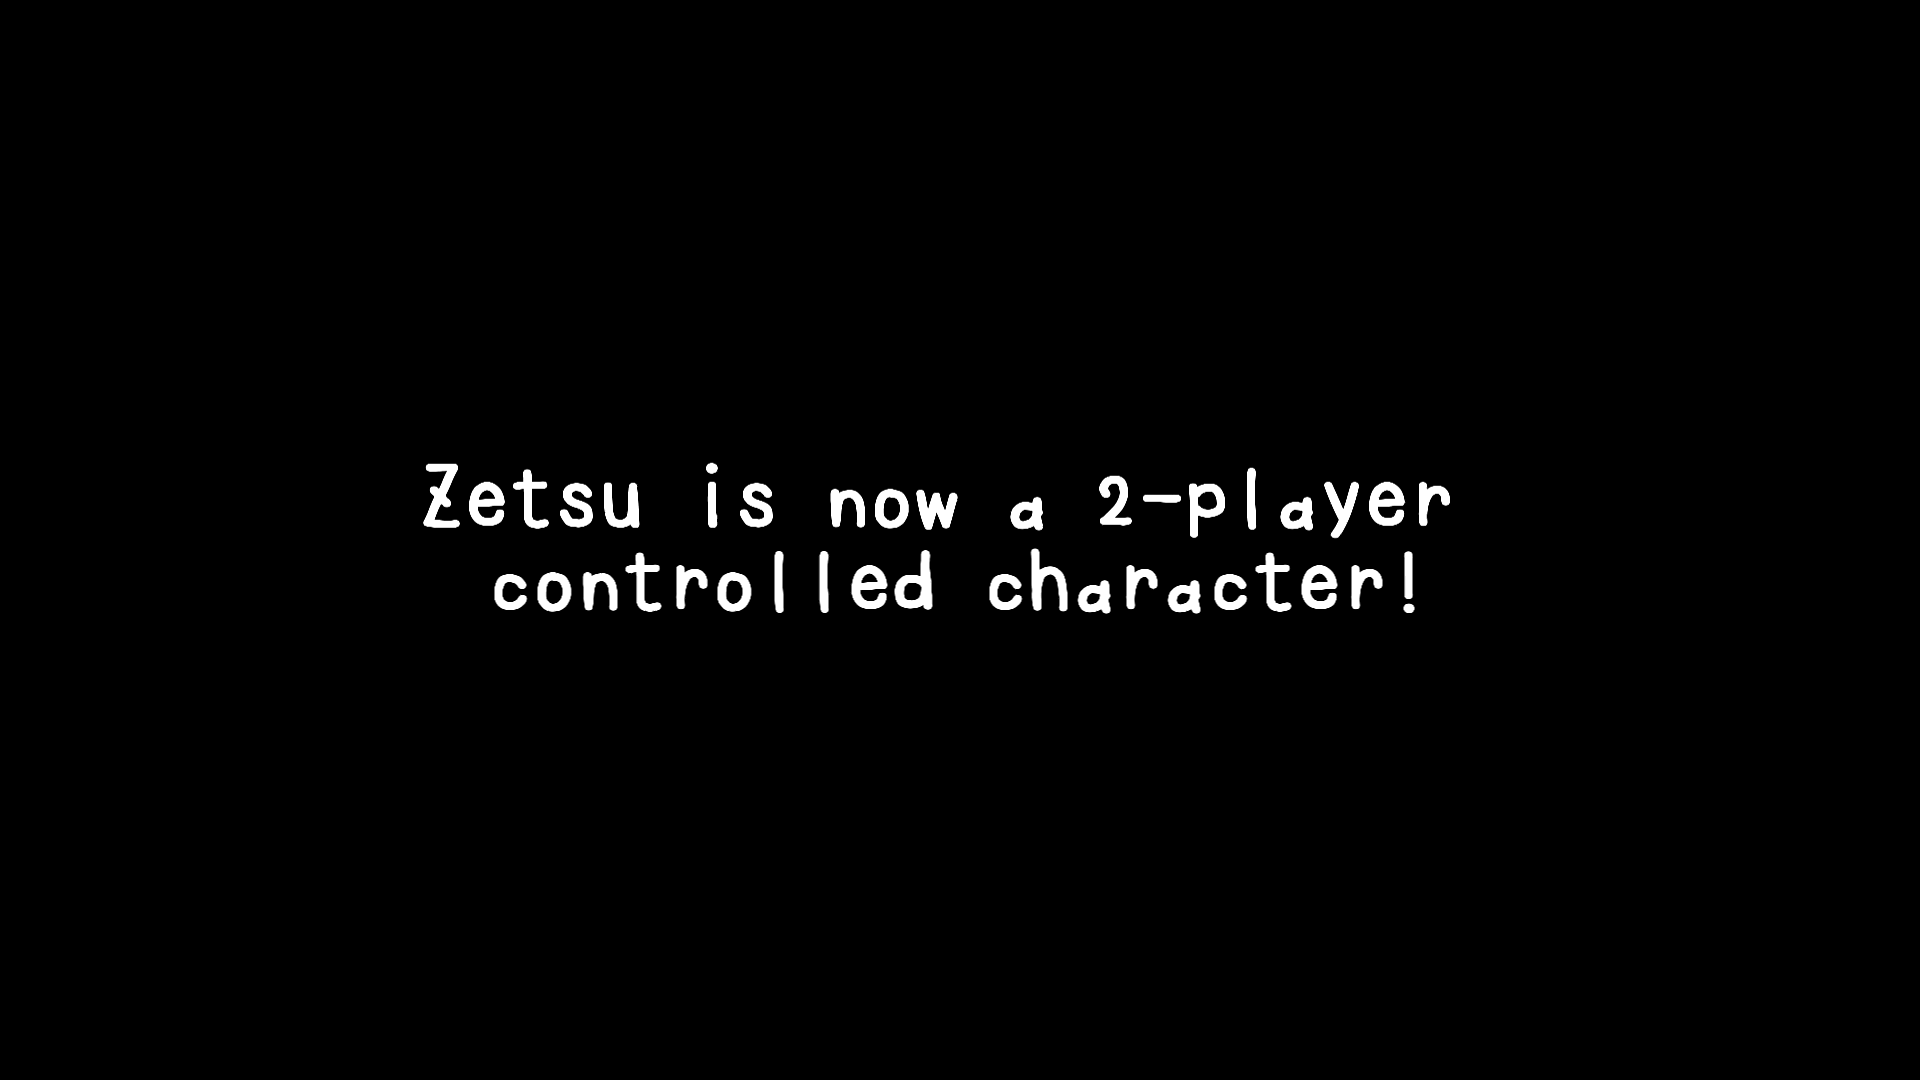 Zetsu is now a 2-player
controlled character!